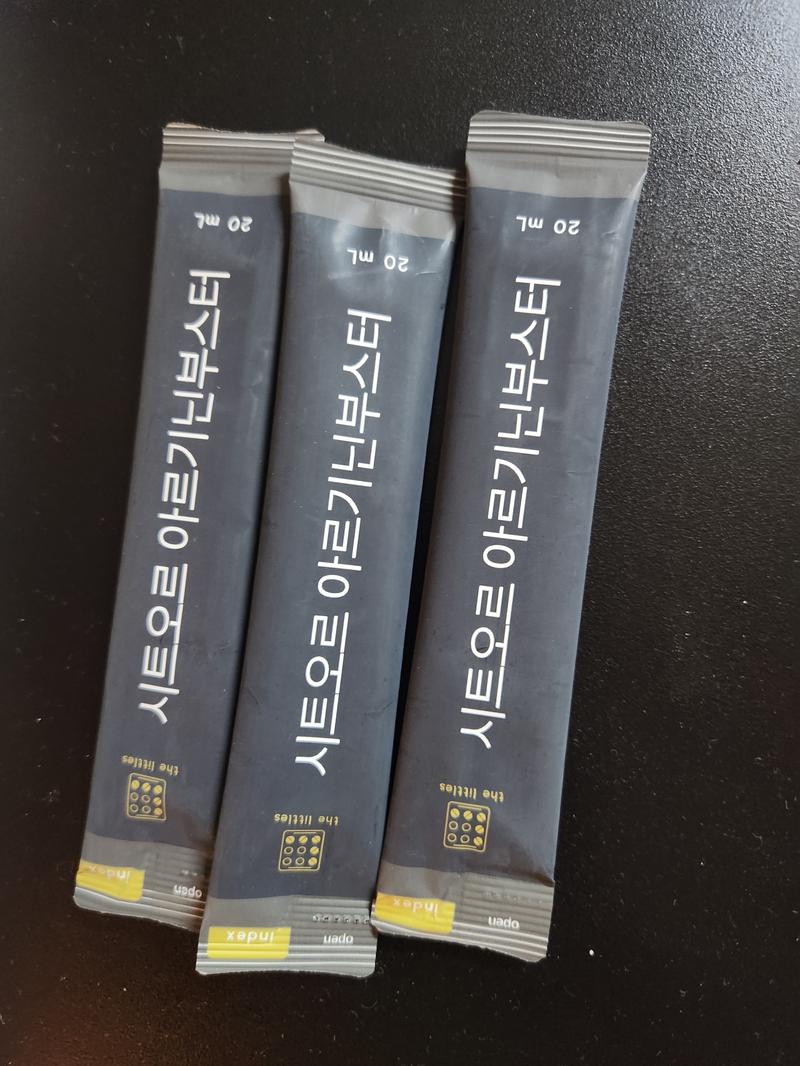 open
index
the littles
시트오르 아르기닌부스터
20 mL
open
index
the littles
시트오르 아르기닌부스터
20 mL
open
index
the littles
시트오르 아르기닌부스터
20 mL